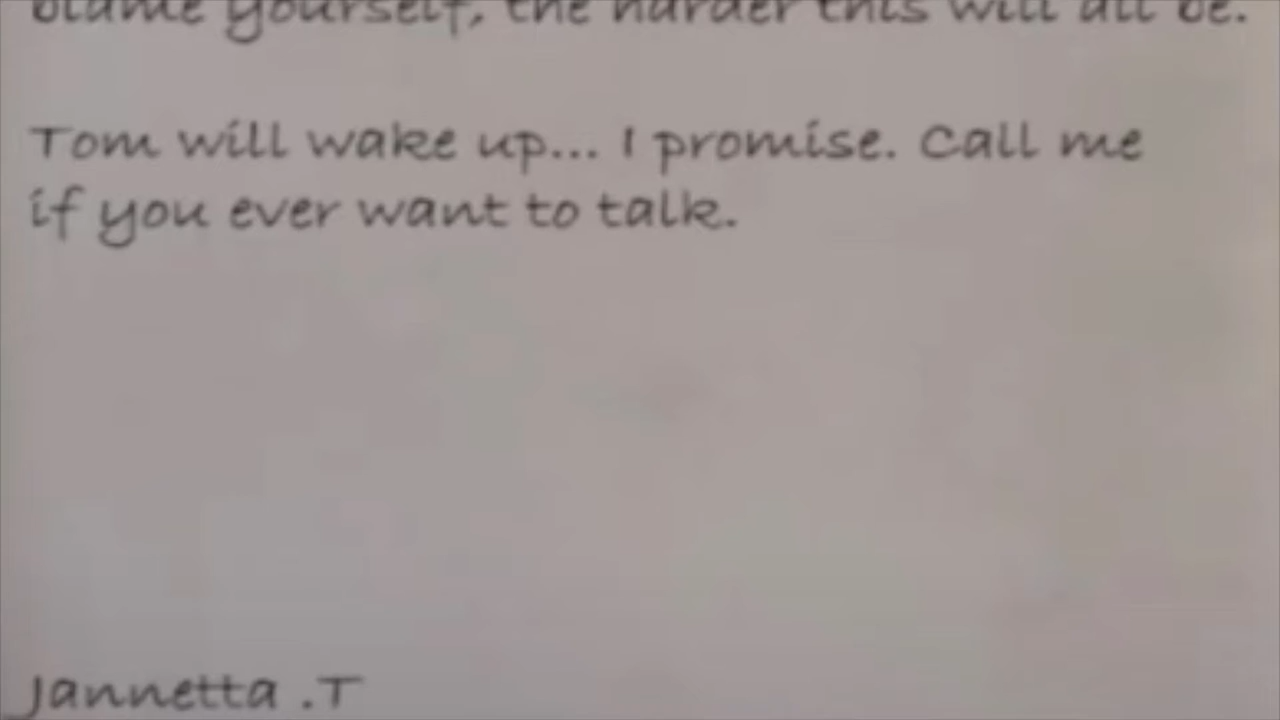 blame yourself, the harder this will all be.
Tom will wake up... I promise. Call me
if you ever want to talk.
Jannetta .T